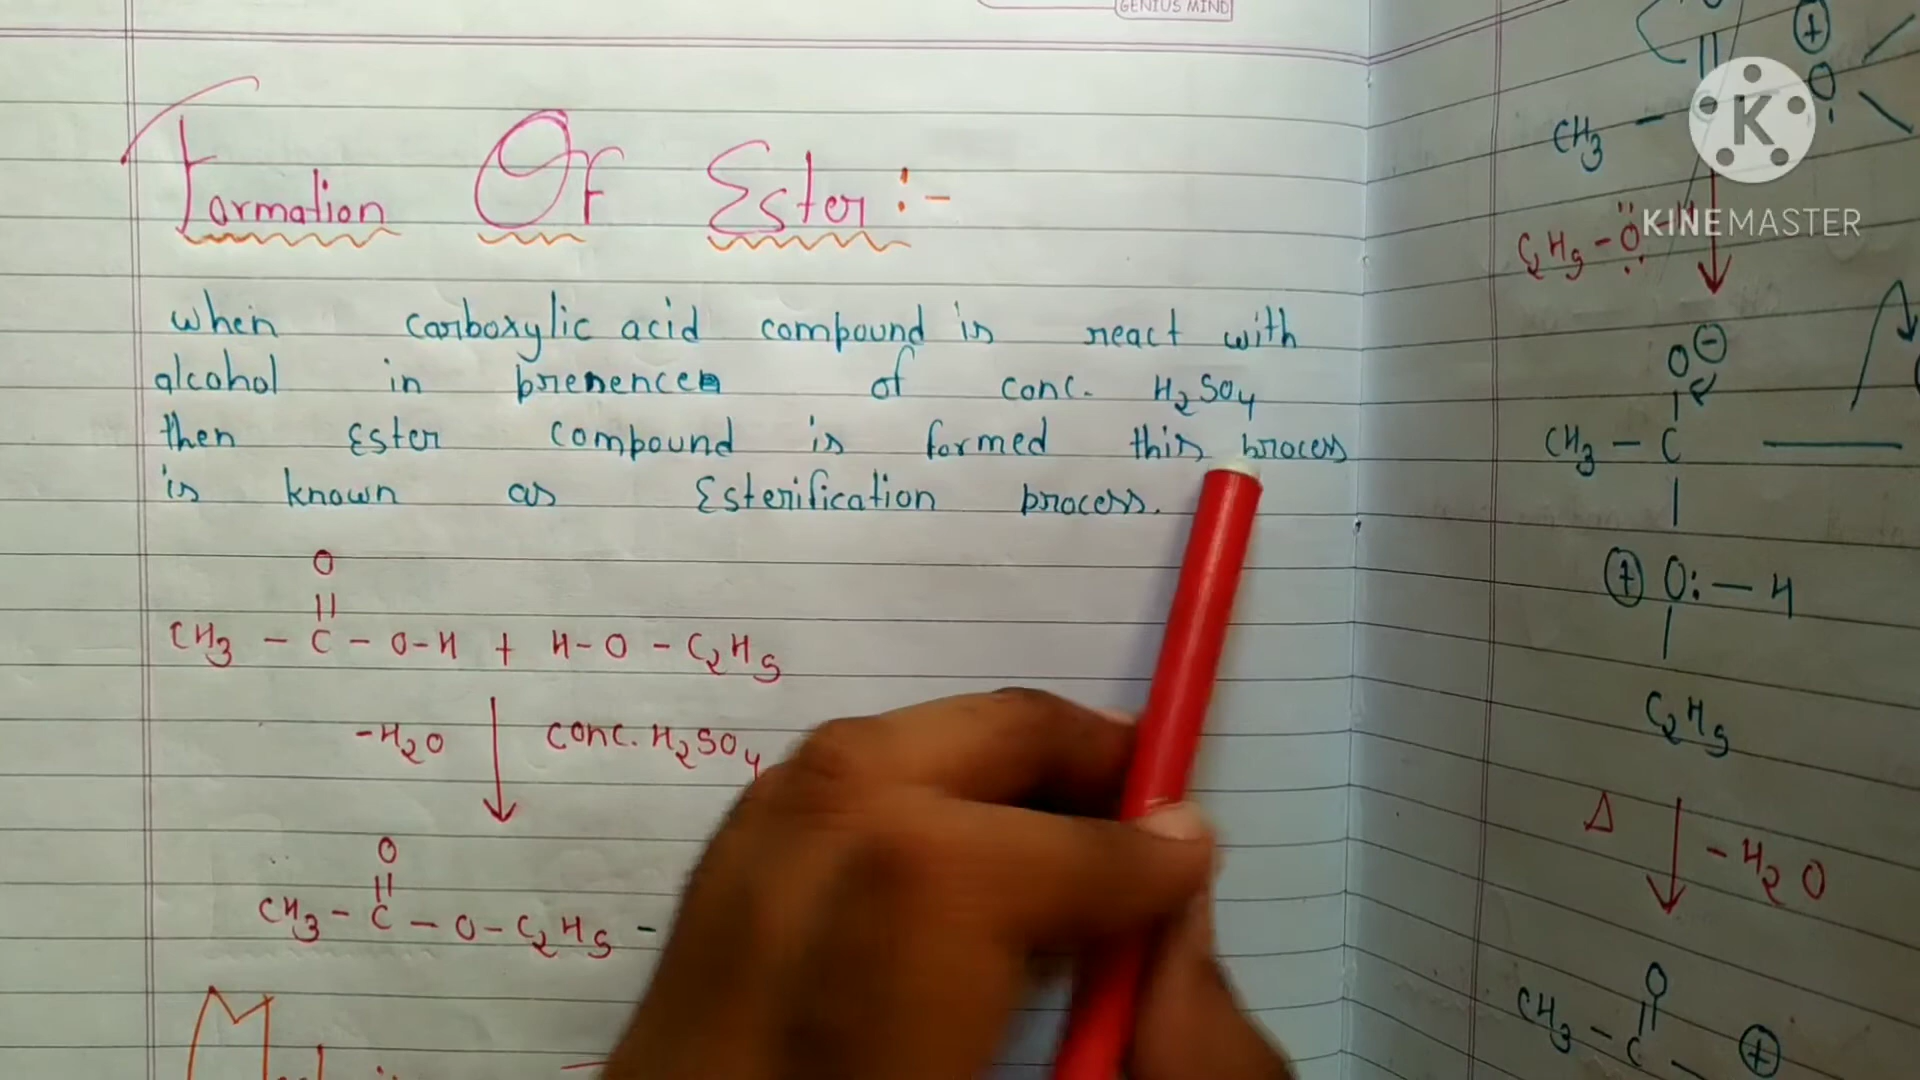 GENIUS MIND
Formation Of Ester :-
when carboxylic acid compound is react with
alcohol in presence of conc. H2SO4
then Ester compound is formed this process
is known as Esterification process.
O
||
CH3 - C - O-H + H-O - C2H5
-H2O conc. H2SO4
O
||
CH3 - C - O - C2H5 -
KINEMASTER
CH3 -
C2H5 - O
O⊖
CH3 - C
⊕ O: - H
C2H5
Δ - H2O
O
||
CH3 - C ⊕